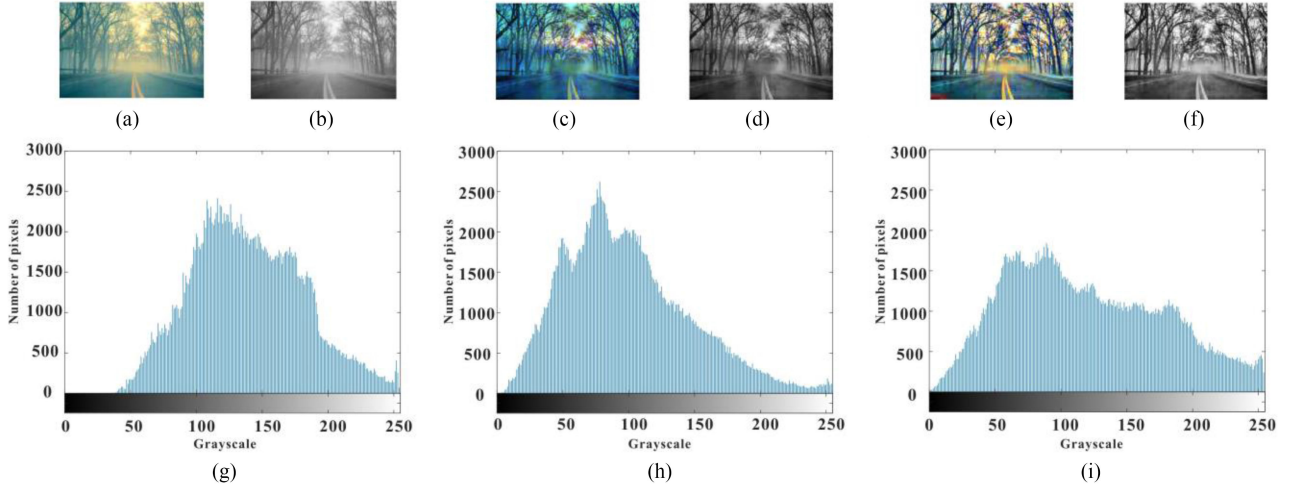 (a) (b) (c) (d) (e) (f)
3000 3000 3000
2500 2500 2500
2000 2000 2000
1500 1500 1500
1000 1000 1000
500 500 500
0 0 0
Number of pixels Number of pixels Number of pixels
0 50 100 150 200 250 0 50 100 150 200 250 0 50 100 150 200 250
Grayscale Grayscale Grayscale
(g) (h) (i)